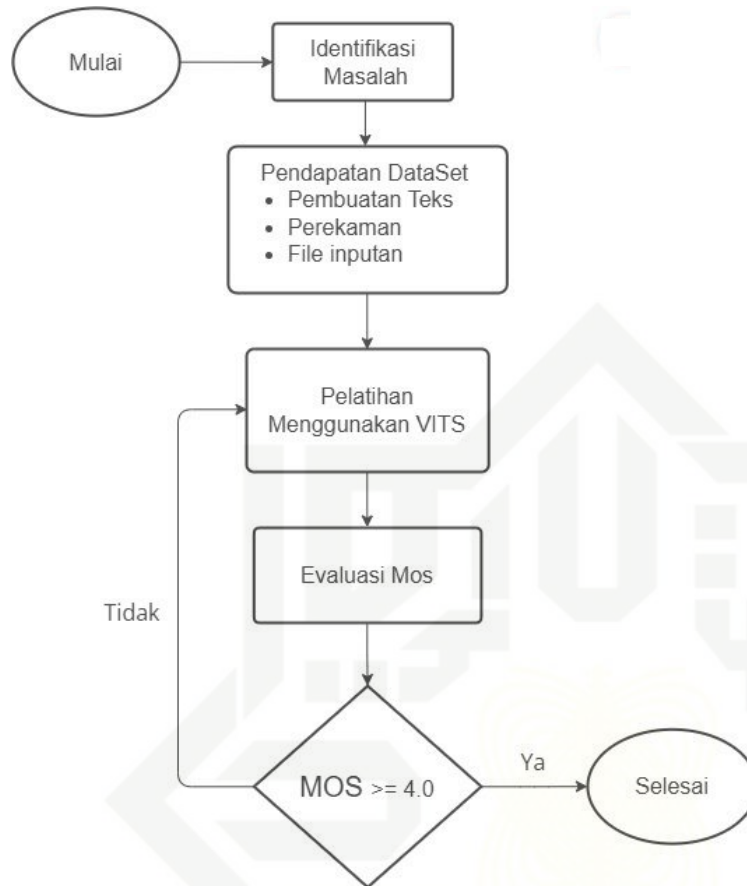 Mulai
Identifikasi
Masalah
Pendapatan DataSet
• Pembuatan Teks
• Perekaman
• File inputan
Pelatihan
Menggunakan VITS
Evaluasi Mos
Tidak
MOS >= 4.0
Ya
Selesai